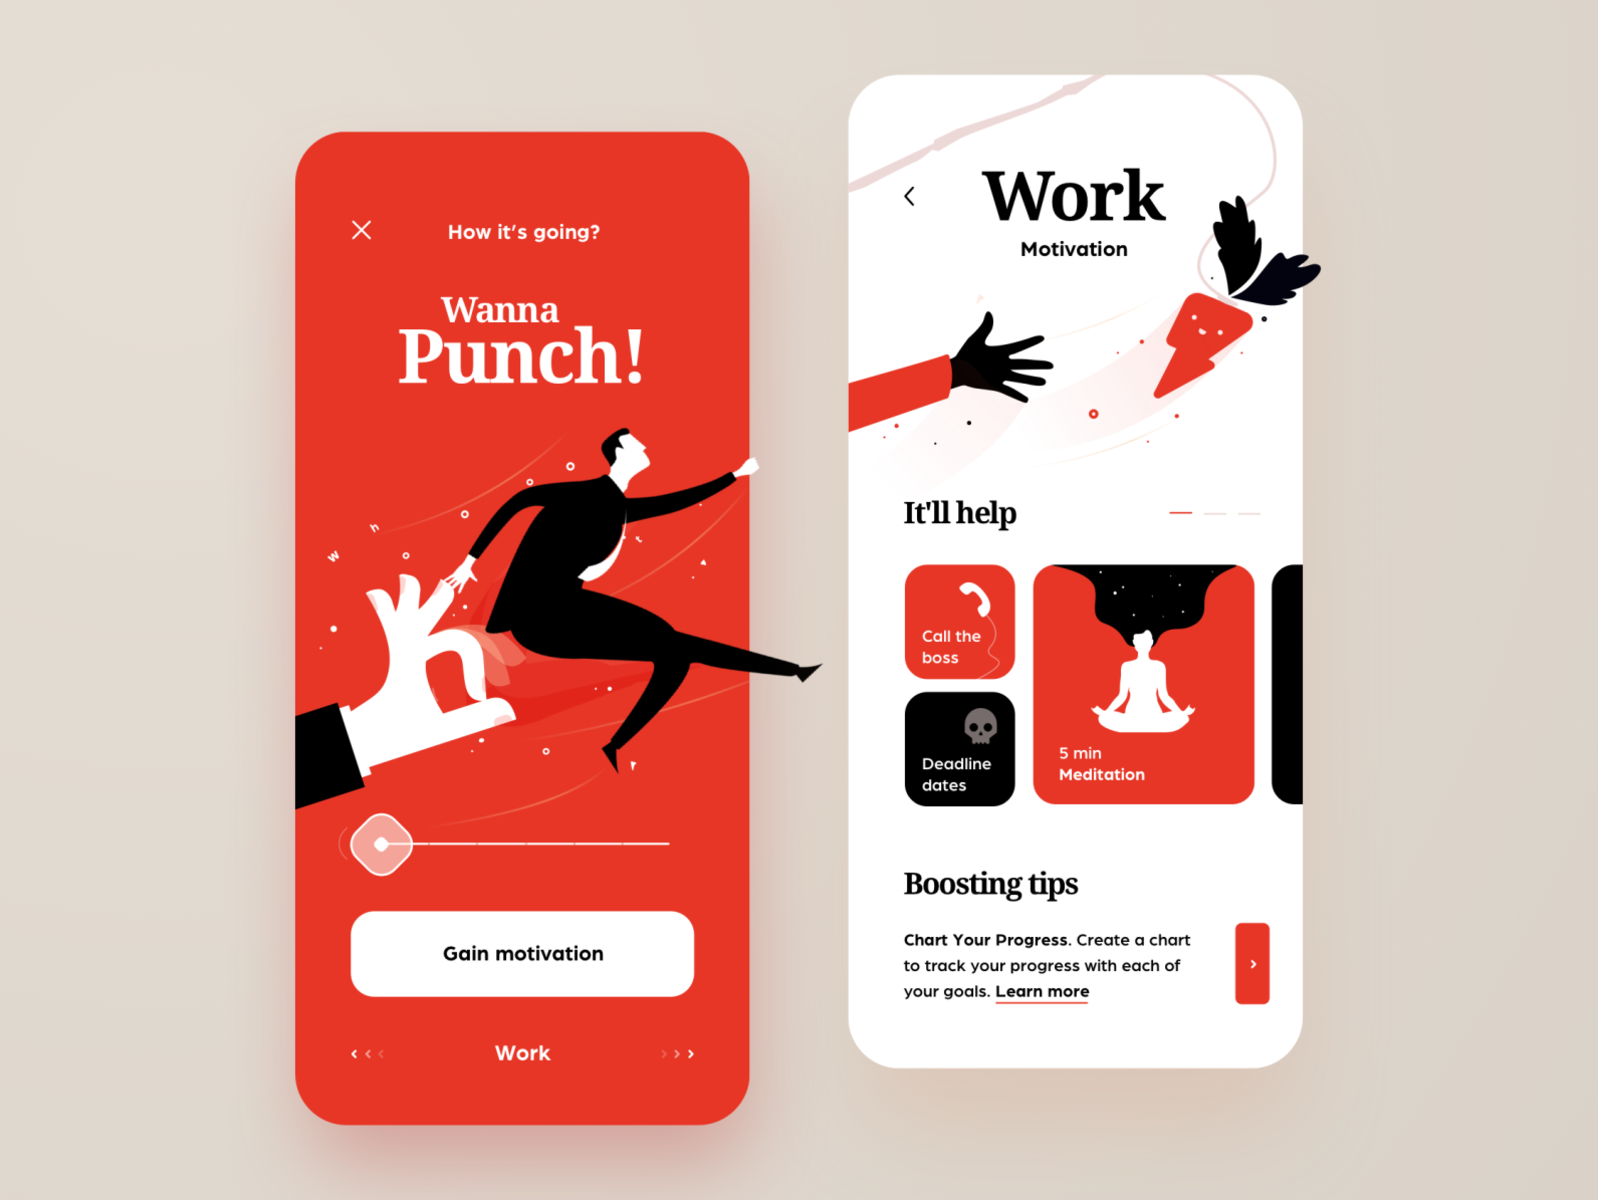 How it's going?
Wanna
Punch!
w
h
t
Gain motivation
Work
Work
Motivation
It'll help
Call the
boss
Deadline
dates
5 min
Meditation
Boosting tips
Chart Your Progress. Create a chart
to track your progress with each of
your goals. Learn more